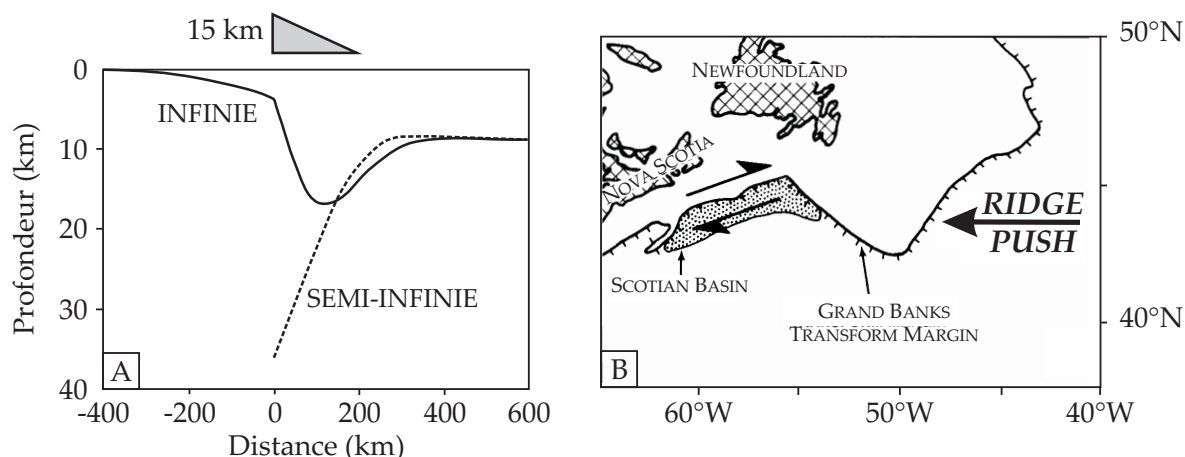 15 km
0
10
20
30
40
Profondeur (km)
INFINIE
SEMI-INFINIE
A
-400
-200
0
200
400
600
Distance (km)
50°N
40°N
NEWFOUNDLAND
NOVA SCOTIA
RIDGE
PUSH
SCOTIAN BASIN
GRAND BANKS
TRANSFORM MARGIN
B
60°W
50°W
40°W